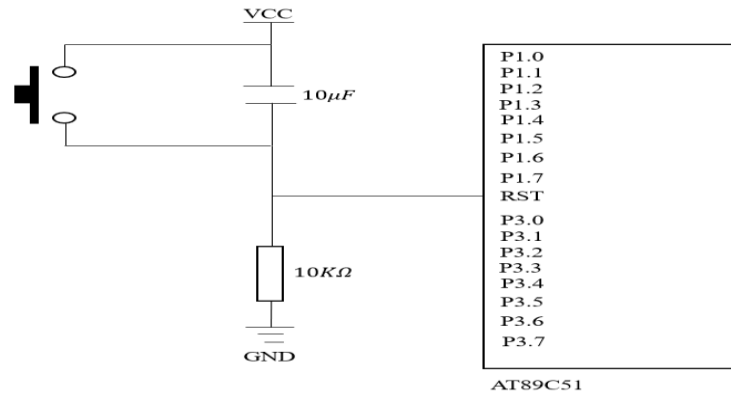 VCC
10μF
10KΩ
GND
P1.0
P1.1
P1.2
P1.3
P1.4
P1.5
P1.6
P1.7
RST
P3.0
P3.1
P3.2
P3.3
P3.4
P3.5
P3.6
P3.7
AT89C51